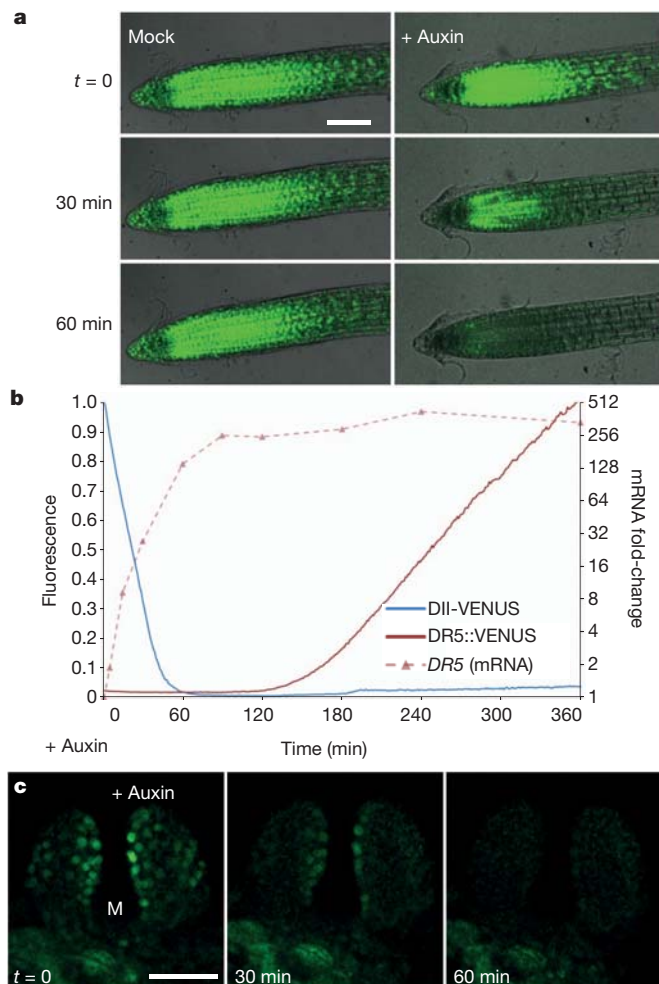 a
Mock
+ Auxin
t = 0
30 min
60 min
b
1.0
0.9
0.8
0.7
0.6
0.5
0.4
0.3
0.2
0.1
0
Fluorescence
512
256
128
64
32
16
8
4
2
1
mRNA fold-change
DII-VENUS
DR5::VENUS
DR5 (mRNA)
0 60 120 180 240 300 360
+ Auxin
Time (min)
c
+ Auxin
M
t = 0
30 min
60 min